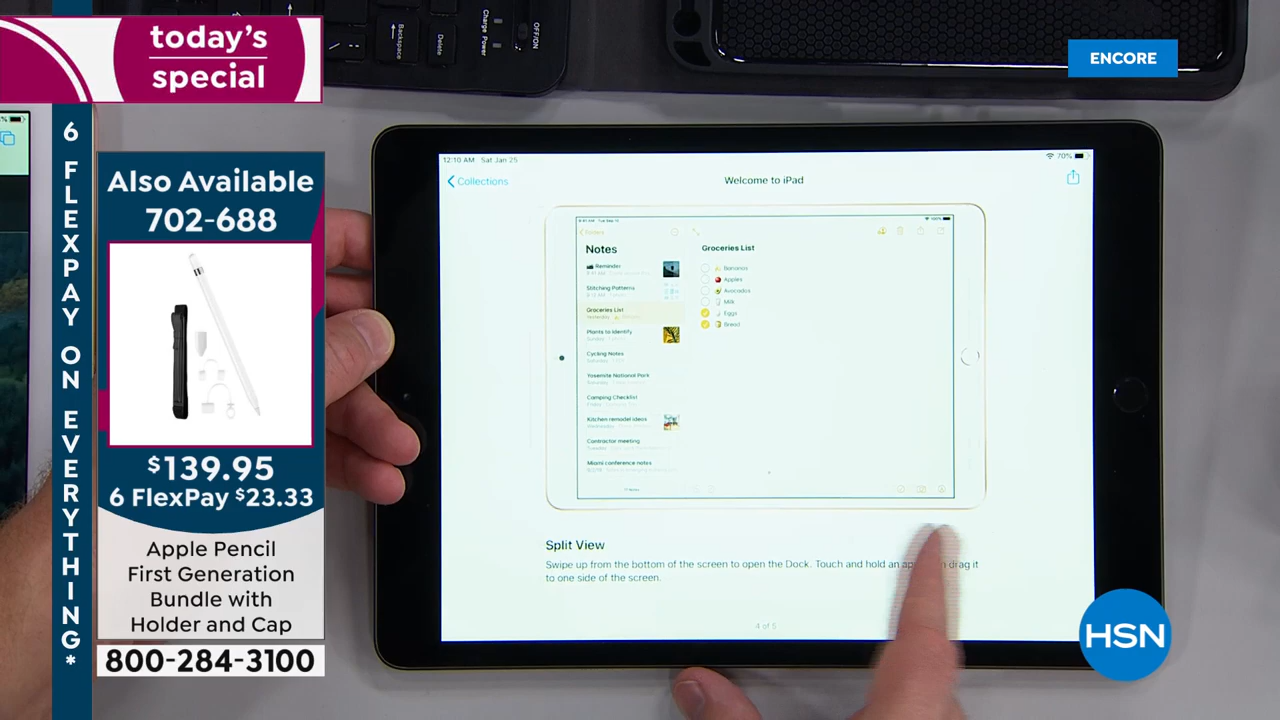 today's
special
ENCORE
6 FLEXPAY ON EVERYTHING*
Also Available
702-688
$139.95
6 FlexPay $23.33
Apple Pencil
First Generation
Bundle with
Holder and Cap
800-284-3100
HSN
Backspace
Delete
Charge
Power
OFF/ON
12:10 AM Sat Jan 25
70%
Collections
Welcome to iPad
Notes
Reminder
Stitching Patterns
Groceries List
Yesterday
Plants to Identify
Cycling Notes
Yosemite National Park
Camping Checklist
Kitchen remodel ideas
Wednesday
Contractor meeting
Miami conference notes
Groceries List
Bananas
Apples
Avocados
Milk
Eggs
Bread
Split View
Swipe up from the bottom of the screen to open the Dock. Touch and hold an drag it
to one side of the screen.
4 of 5